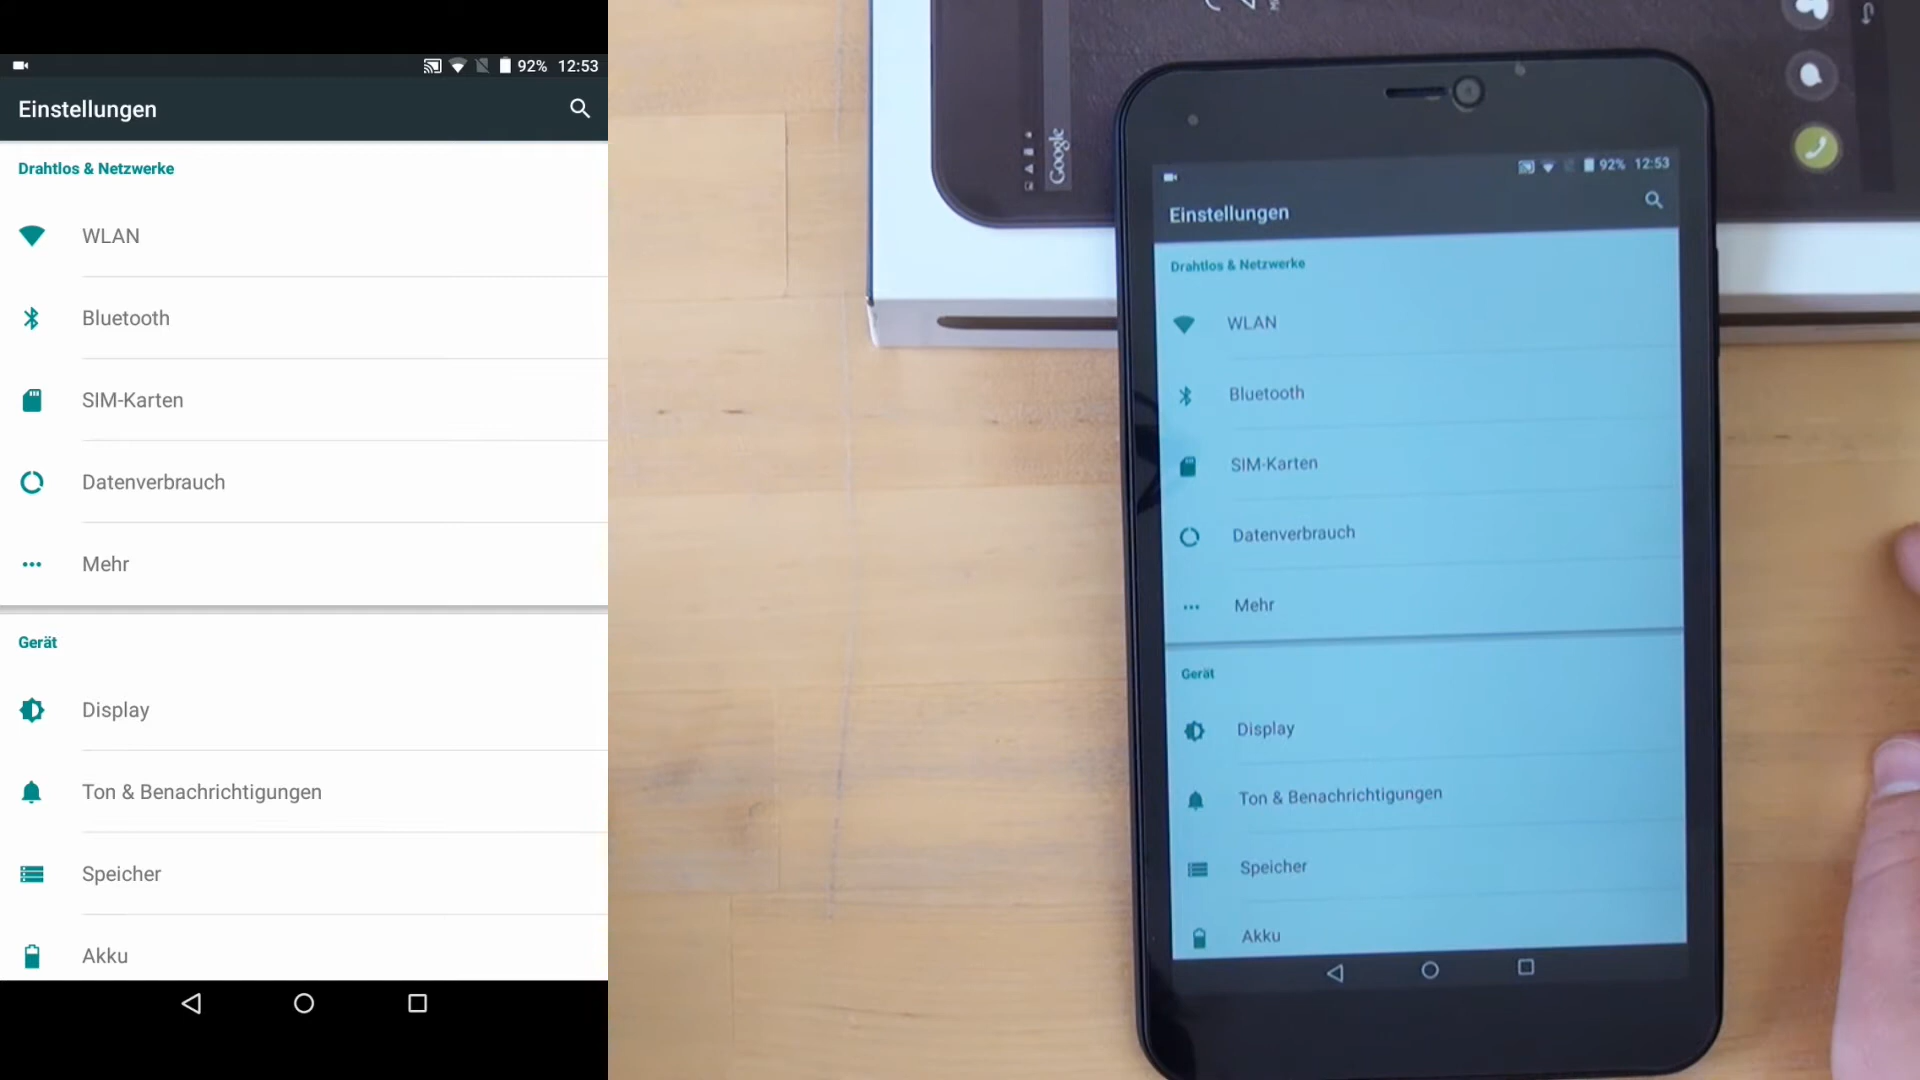 92% 12:53
Einstellungen
Drahtlos & Netzwerke
WLAN
Bluetooth
SIM-Karten
Datenverbrauch
Mehr
Gerät
Display
Ton & Benachrichtigungen
Speicher
Akku
Google
92% 12:53
Einstellungen
Drahtlos & Netzwerke
WLAN
Bluetooth
SIM-Karten
Datenverbrauch
Mehr
Gerät
Display
Ton & Benachrichtigungen
Speicher
Akku